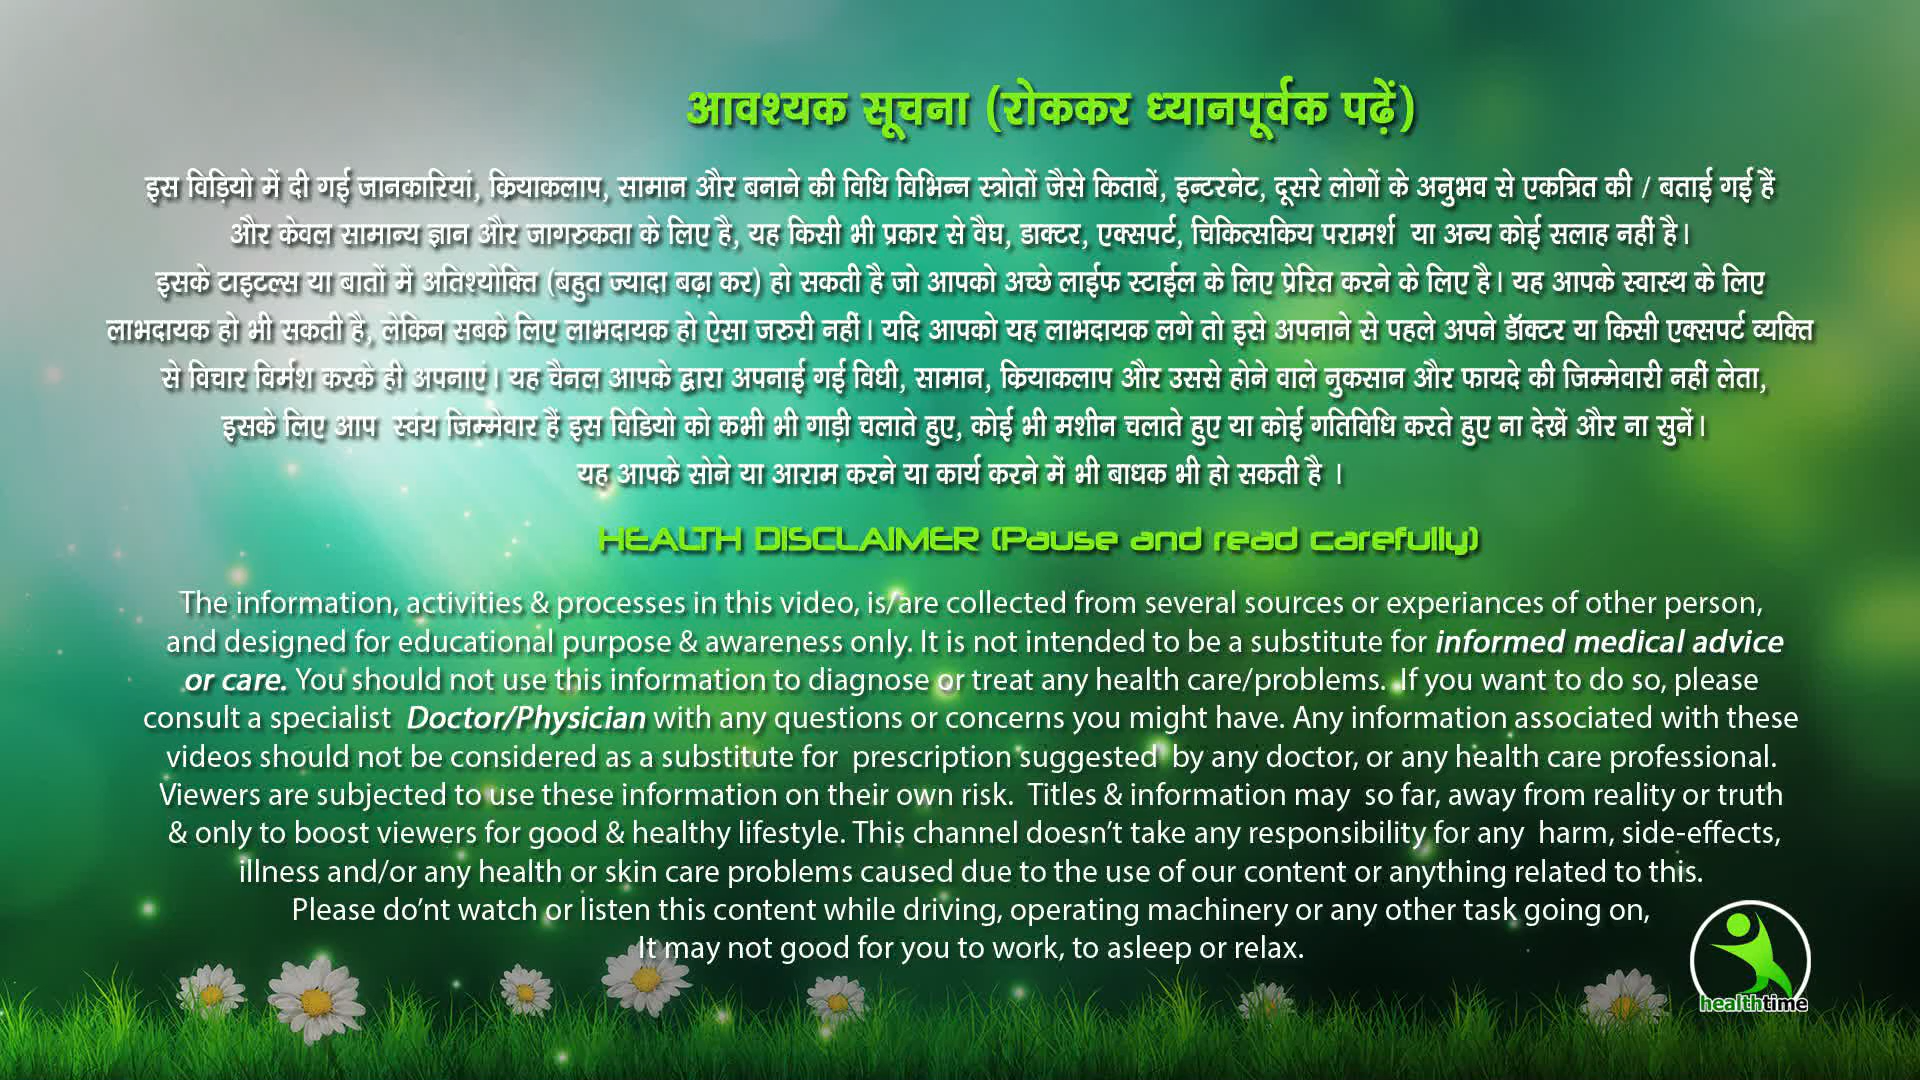 आवश्यक सूचना (रोककर ध्यानपूर्वक पढ़ें)
इस विडियो में दी गई जानकारियां, क्रियाकलाप, सामान और बनाने की विधि विभिन्न स्त्रोतों जैसे किताबें, इन्टरनेट, दूसरे लोगों के अनुभव से एकत्रित की / बताई गई हैं
और केवल सामान्य ज्ञान और जागरुकता के लिए है, यह किसी भी प्रकार से वैघ, डाक्टर, एक्सपर्ट, चिकित्सकिय परामर्श या अन्य कोई सलाह नहीं है।
इसके टाइटल्स या बातों में अतिश्योक्ति (बहुत ज्यादा बढ़ा कर) हो सकती है जो आपको अच्छे लाईफ स्टाईल के लिए प्रेरित करने के लिए है। यह आपके स्वास्थ के लिए
लाभदायक हो भी सकती है, लेकिन सबके लिए लाभदायक हो ऐसा जरुरी नहीं। यदि आपको यह लाभदायक लगे तो इसे अपनाने से पहले अपने डॉक्टर या किसी एक्सपर्ट व्यक्ति
से विचार विर्मश करके ही अपनाएं। यह चैनल आपके द्वारा अपनाई गई विधी, सामान, क्रियाकलाप और उससे होने वाले नुकसान और फायदे की जिम्मेवारी नहीं लेता,
इसके लिए आप स्वंय जिम्मेवार हैं इस विडियो को कभी भी गाड़ी चलाते हुए, कोई भी मशीन चलाते हुए या कोई गतिविधि करते हुए ना देखें और ना सुनें।
यह आपके सोने या आराम करने या कार्य करने में भी बाधक भी हो सकती है ।
HEALTH DISCLAIMER (Pause and read carefully)
The information, activities & processes in this video, is/are collected from several sources or experiances of other person,
and designed for educational purpose & awareness only. It is not intended to be a substitute for informed medical advice
or care. You should not use this information to diagnose or treat any health care/problems. If you want to do so, please
consult a specialist Doctor/Physician with any questions or concerns you might have. Any information associated with these
videos should not be considered as a substitute for prescription suggested by any doctor, or any health care professional.
Viewers are subjected to use these information on their own risk. Titles & information may so far, away from reality or truth
& only to boost viewers for good & healthy lifestyle. This channel doesn't take any responsibility for any harm, side-effects,
illness and/or any health or skin care problems caused due to the use of our content or anything related to this.
Please do'nt watch or listen this content while driving, operating machinery or any other task going on,
It may not good for you to work, to asleep or relax.
healthtime